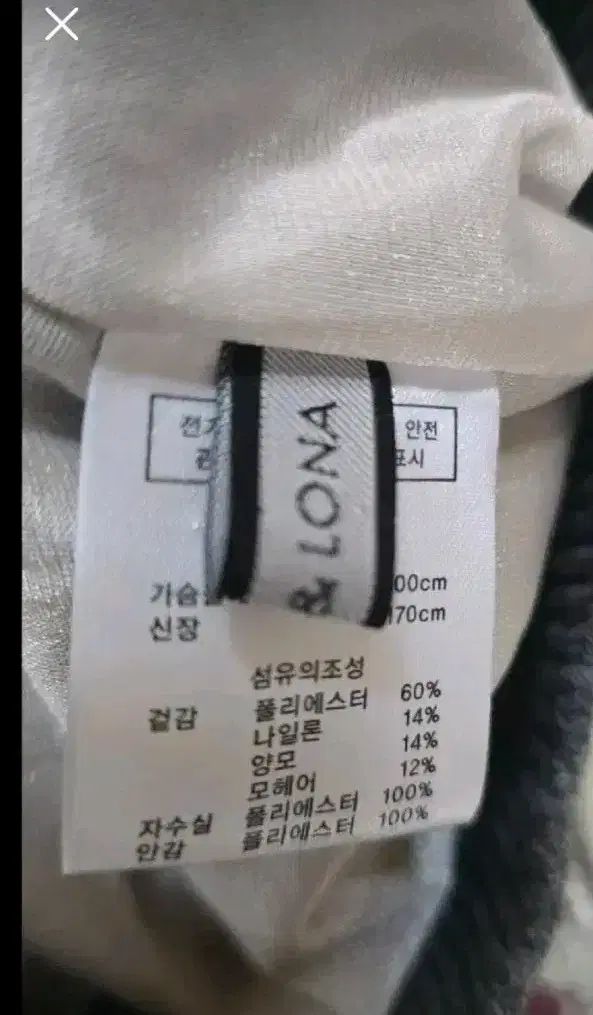 안전
표시
& LONA
가슴
00cm
신장
170cm
섬유의조성
겉감 폴리에스터 60%
나일론 14%
양모 14%
모헤어 12%
자수실 폴리에스터 100%
안감 폴리에스터 100%